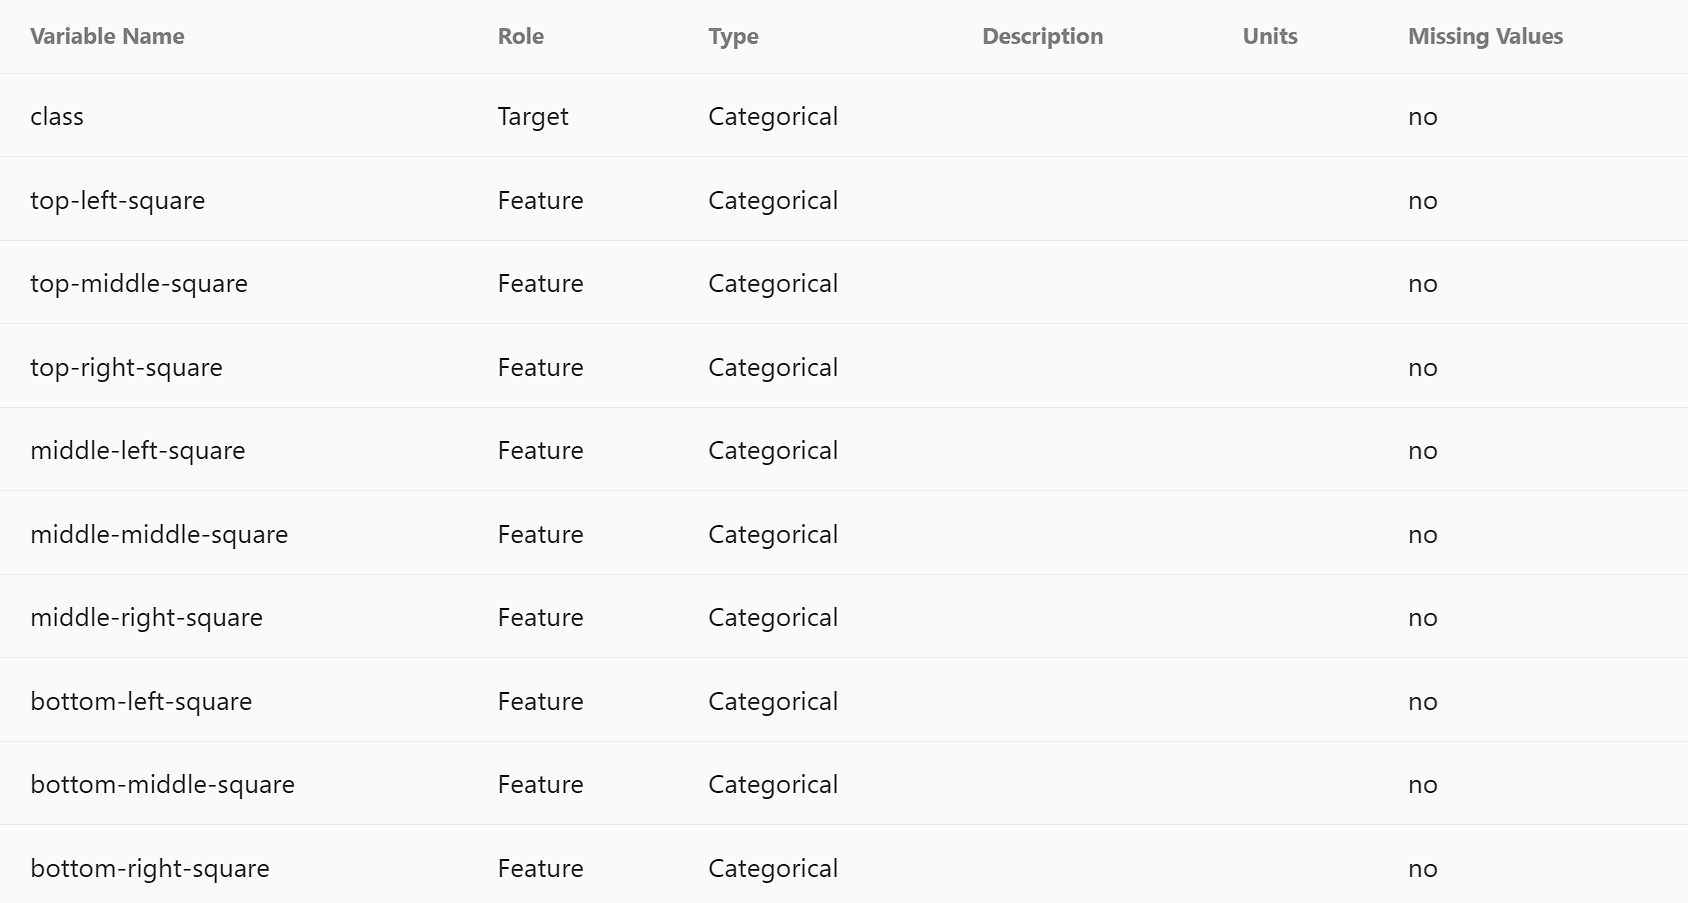 Variable Name Role Type Description Units Missing Values
class Target Categorical no
top-left-square Feature Categorical no
top-middle-square Feature Categorical no
top-right-square Feature Categorical no
middle-left-square Feature Categorical no
middle-middle-square Feature Categorical no
middle-right-square Feature Categorical no
bottom-left-square Feature Categorical no
bottom-middle-square Feature Categorical no
bottom-right-square Feature Categorical no